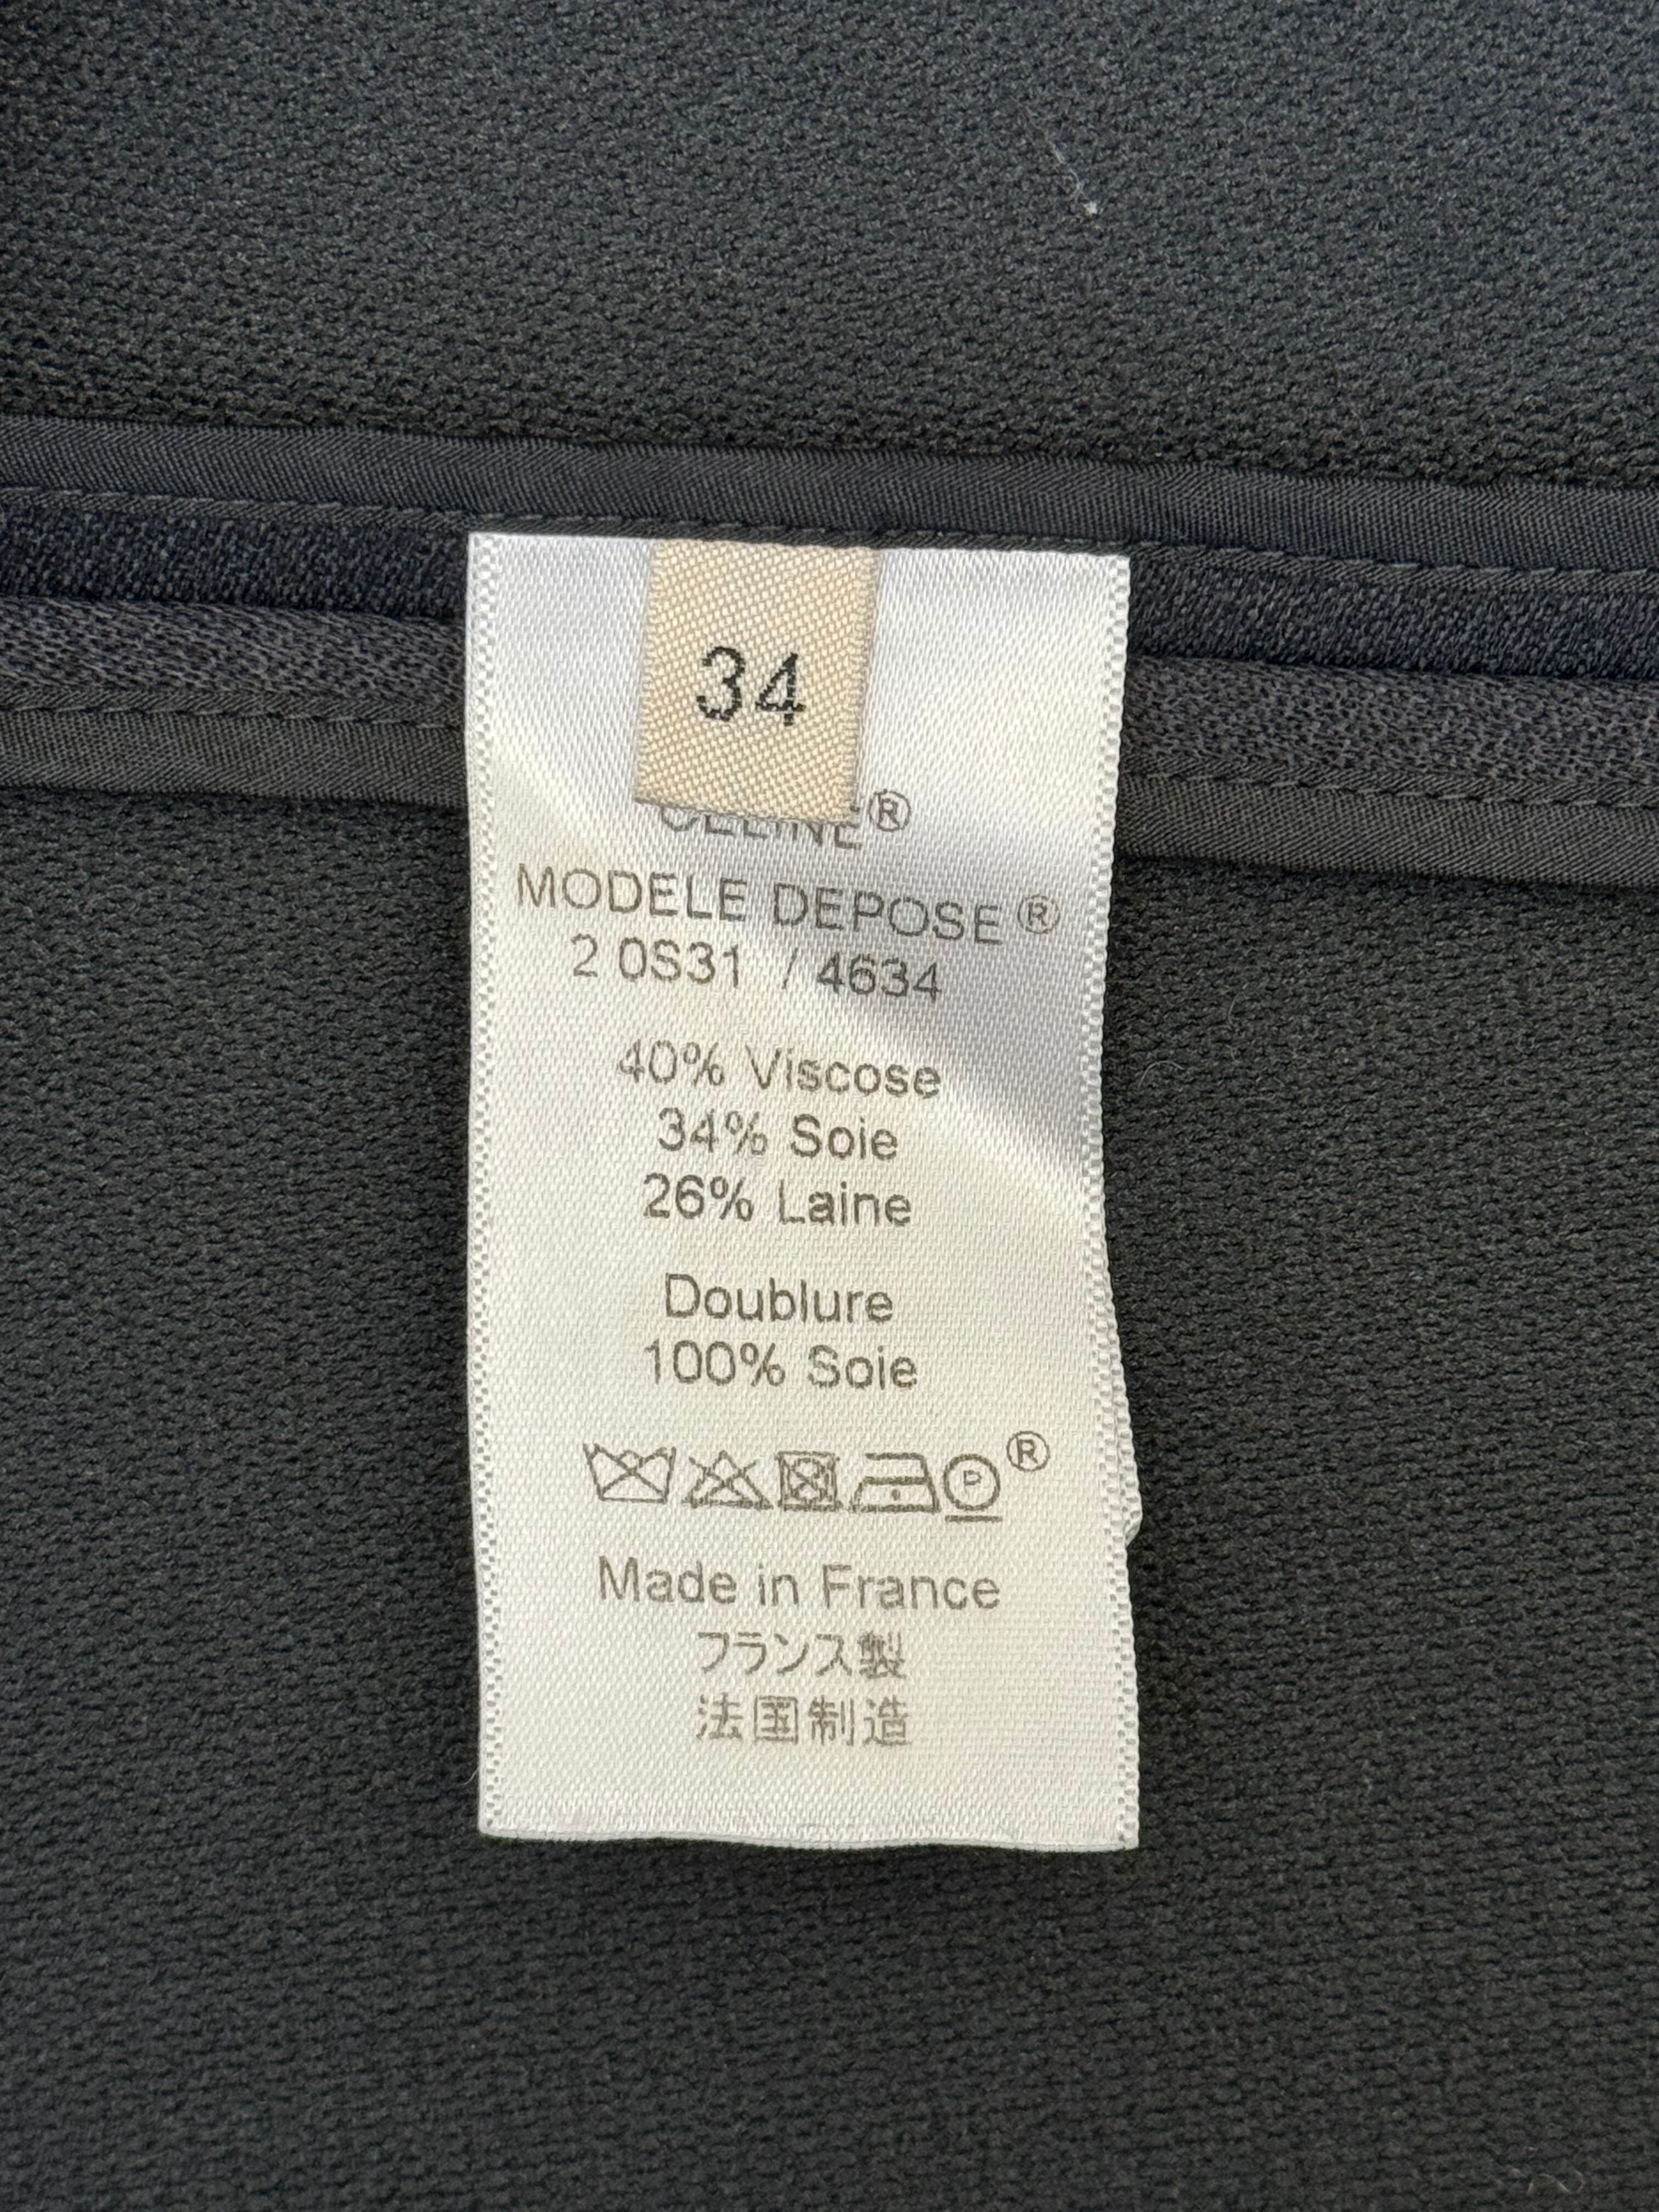 34
CELINE®
MODELE DEPOSE ®
2 0S31 / 4634
40% Viscose
34% Soie
26% Laine
Doublure
100% Soie
P ®
Made in France
フランス製
法国制造